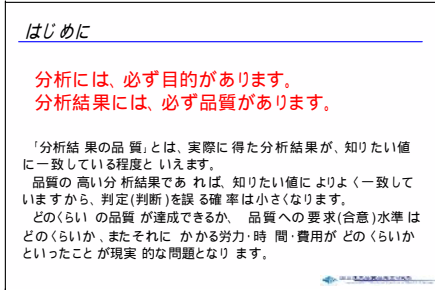 はじめに
分析には、必ず目的があります。
分析結果には、必ず品質があります。
「分析結果の品質」とは、実際に得た分析結果が、知りたい値
に一致している程度といえます。
品質の高い分析結果であれば、知りたい値によりよく一致して
いますから、判定(判断)を誤る確率は小さくなります。
どのくらいの品質が達成できるか、品質への要求(合意)水準は
どのくらいか、またそれにかかる労力・時間・費用がどのくらいか
といったことが現実的な問題となります。